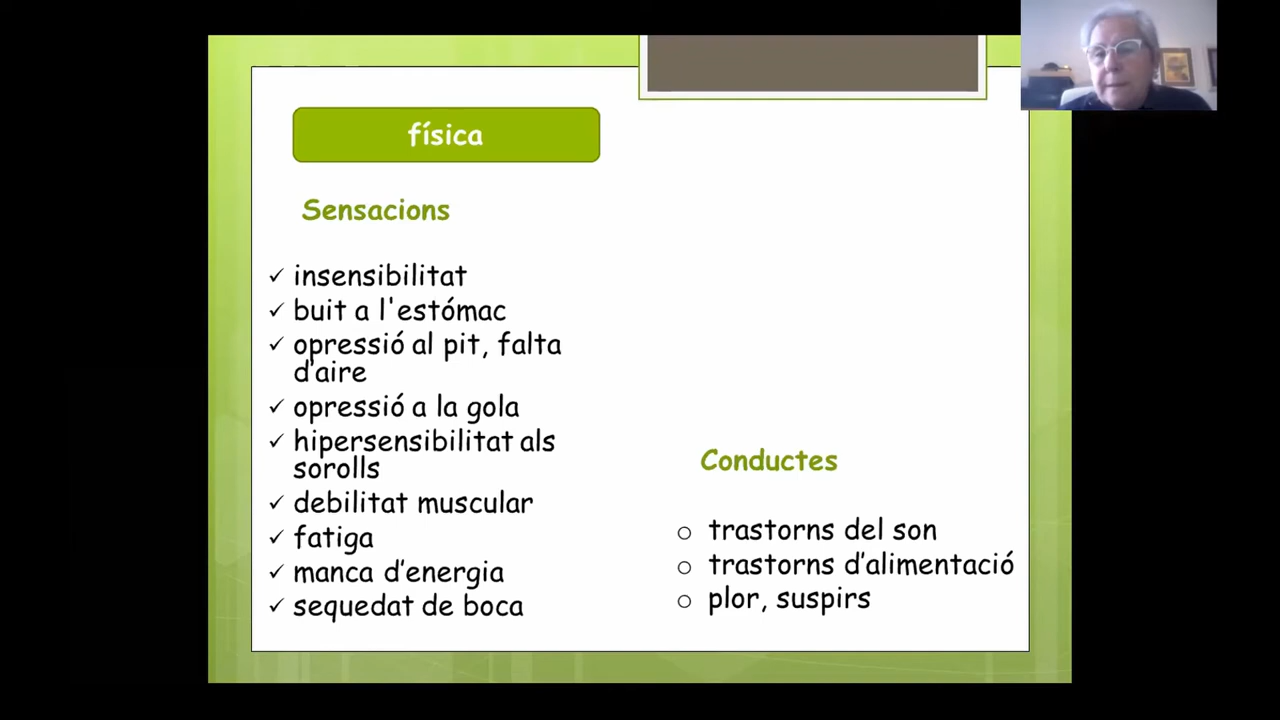 física
Sensacions
✓ insensibilitat
✓ buit a l'estómac
✓ opressió al pit, falta
d'aire
✓ opressió a la gola
✓ hipersensibilitat als
sorolls
✓ debilitat muscular
✓ fatiga
✓ manca d’energia
✓ sequedat de boca
Conductes
o trastorns del son
o trastorns d’alimentació
o plor, suspirs